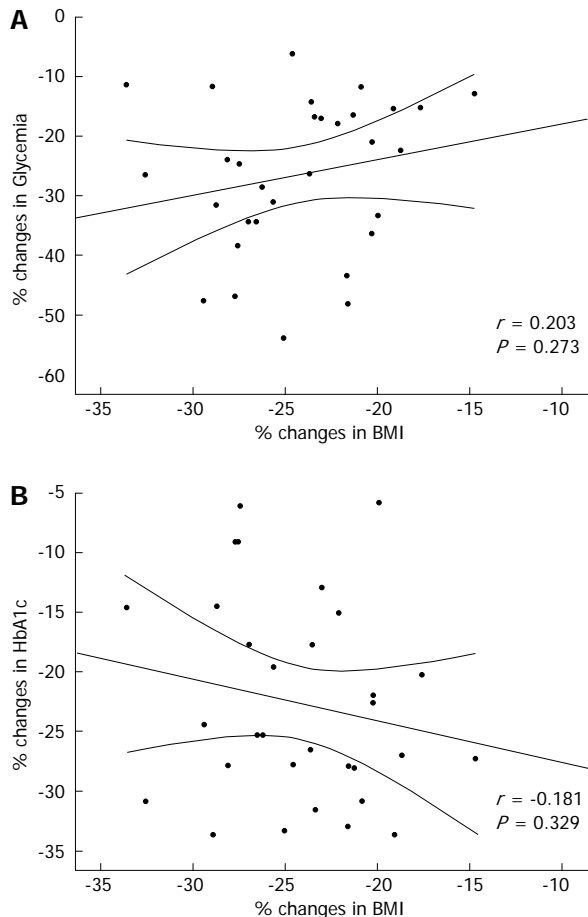 A
0
-10
-20
-30
-40
-50
-60
% changes in Glycemia
r = 0.203
P = 0.273
-35 -30 -25 -20 -15 -10
% changes in BMI
B
-5
-10
-15
-20
-25
-30
-35
% changes in HbA1c
r = -0.181
P = 0.329
-35 -30 -25 -20 -15 -10
% changes in BMI